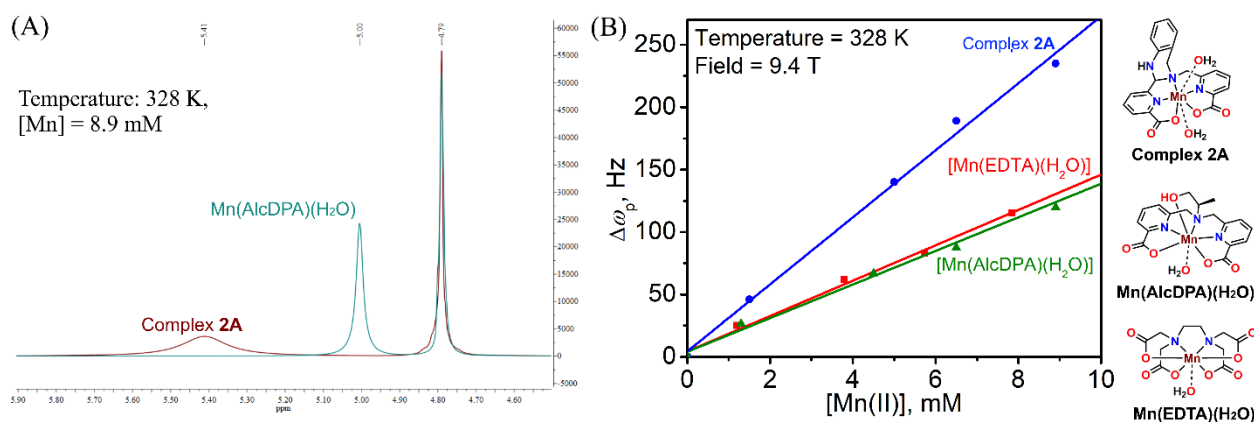 (A)
5.41
5.00
4.79
Temperature: 328 K,
[Mn] = 8.9 mM
Mn(AlcDPA)(H₂O)
Complex 2A
60000
55000
50000
45000
40000
35000
30000
25000
20000
15000
10000
5000
0
-5000
5.90 5.80 5.70 5.60 5.50 5.40 5.30 5.20 5.10 5.00 4.90 4.80 4.70 4.60
ppm
(B)
Temperature = 328 K
Field = 9.4 T
Complex 2A
[Mn(EDTA)(H₂O)]
[Mn(AlcDPA)(H₂O)]
250
200
150
100
50
Δωp, Hz
0 2 4 6 8 10
[Mn(II)], mM
HN
N
OH₂
N
Mn
N
O
O
O
O
OH₂
Complex 2A
HO
N
N
Mn
N
O
O
O
O
H₂O
Mn(AlcDPA)(H₂O)
O
O
N
N
O
Mn
O
O
O
O
O
H₂O
Mn(EDTA)(H₂O)